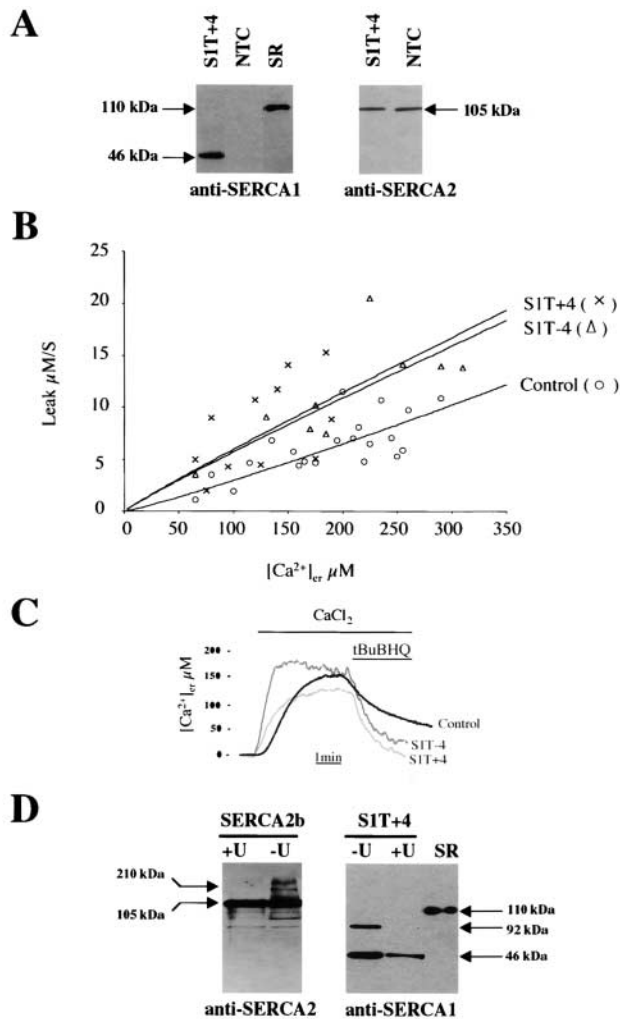 A
S1T+4 NTC SR S1T+4 NTC
110 kDa
46 kDa
105 kDa
anti-SERCA1 anti-SERCA2
B
25
20
15
10
5
0
Leak μM/S
0 50 100 150 200 250 300 350
[Ca²⁺]er μM
S1T+4 ( × )
S1T-4 ( Δ )
Control ( ○ )
C
CaCl₂
tBuBHQ
200
150
100
50
0
[Ca²⁺]er μM
1min
Control
S1T-4
S1T+4
D
SERCA2b S1T+4
+U -U -U +U SR
210 kDa
105 kDa
110 kDa
92 kDa
46 kDa
anti-SERCA2 anti-SERCA1